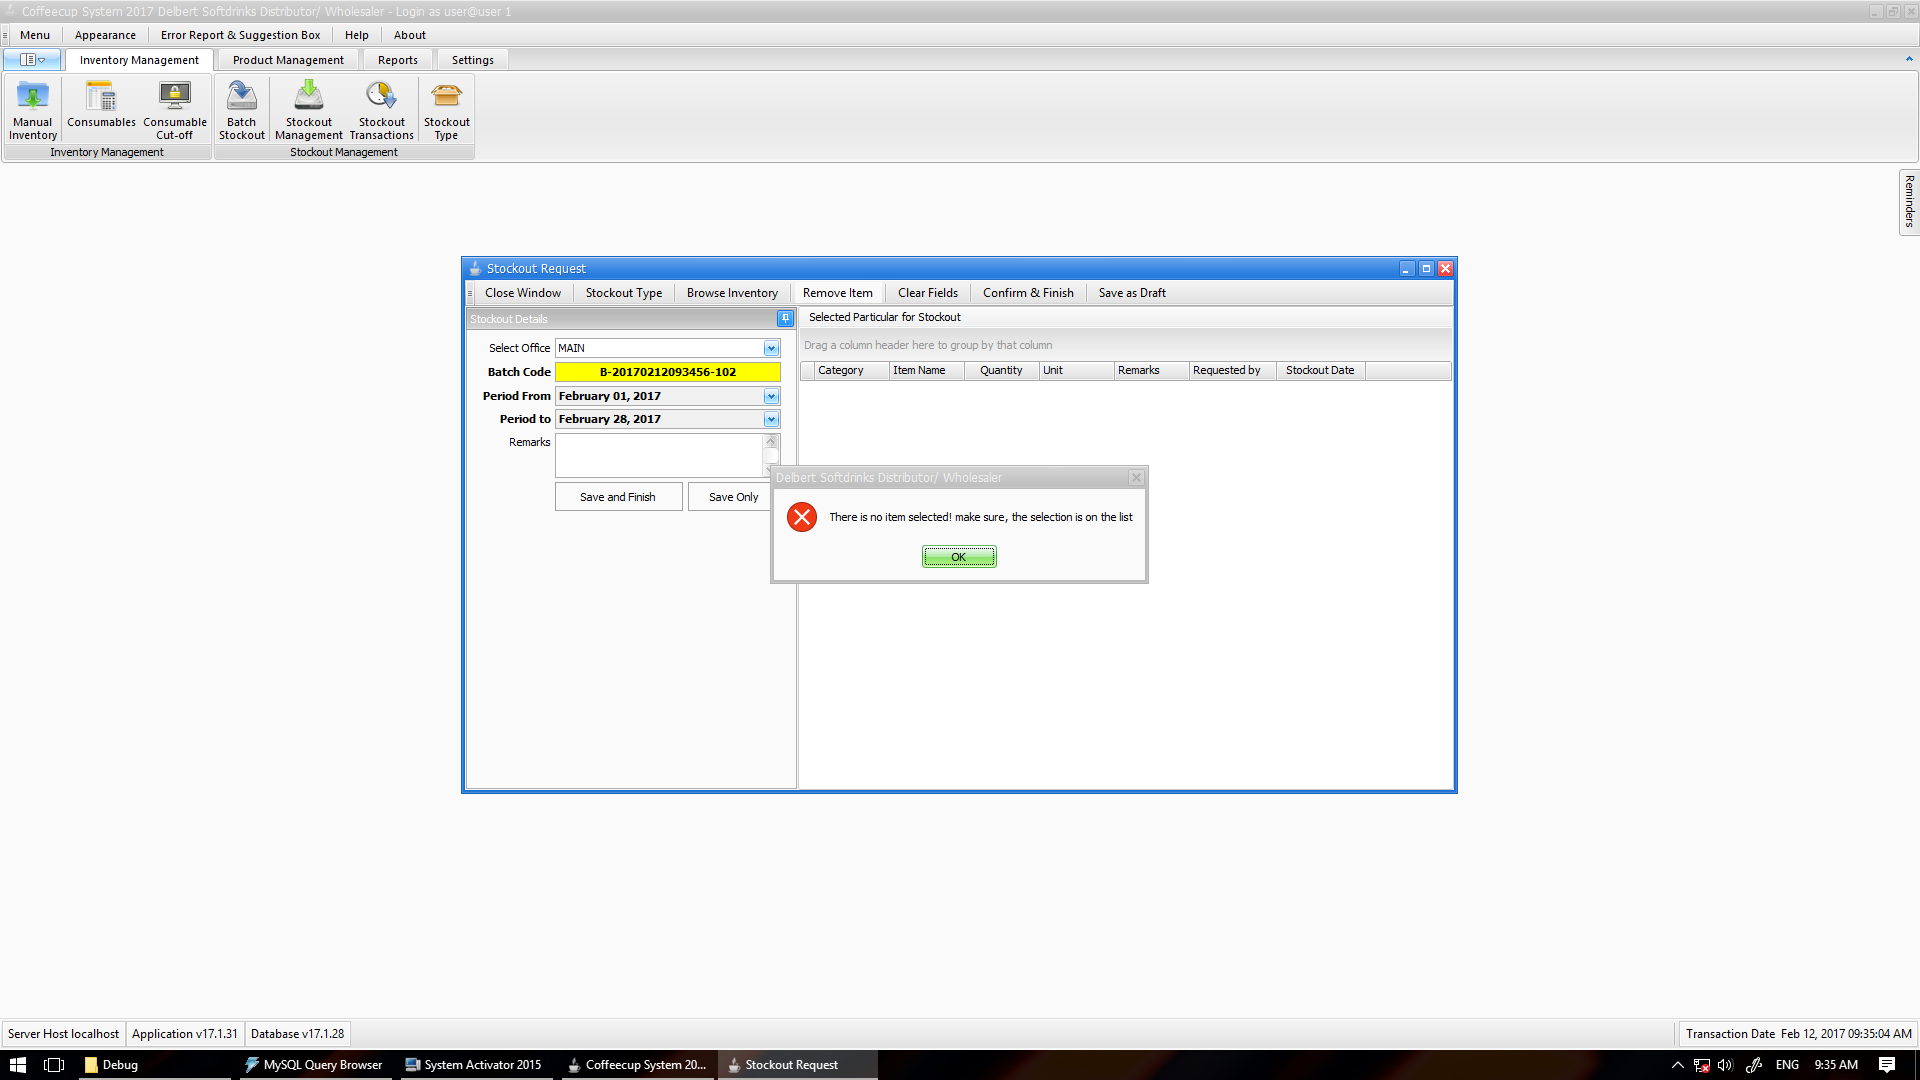 Coffeecup System 2017 Delbert Softdrinks Distributor/ Wholesaler - Login as user@user 1
Menu Appearance Error Report & Suggestion Box Help About
Inventory Management Product Management Reports Settings
Manual Inventory Consumables Consumable Cut-off Batch Stockout Stockout Management Stockout Transactions Stockout Type
Inventory Management Stockout Management
Reminders
Stockout Request
Close Window Stockout Type Browse Inventory Remove Item Clear Fields Confirm & Finish Save as Draft
Stockout Details
Selected Particular for Stockout
Drag a column header here to group by that column
Category Item Name Quantity Unit Remarks Requested by Stockout Date
Select Office MAIN
Batch Code B-20170212093456-102
Period From February 01, 2017
Period to February 28, 2017
Remarks
Save and Finish Save Only
Delbert Softdrinks Distributor/ Wholesaler
There is no item selected! make sure, the selection is on the list
OK
Server Host localhost Application v17.1.31 Database v17.1.28 Transaction Date Feb 12, 2017 09:35:04 AM
Debug MySQL Query Browser System Activator 2015 Coffeecup System 20... Stockout Request ENG 9:35 AM